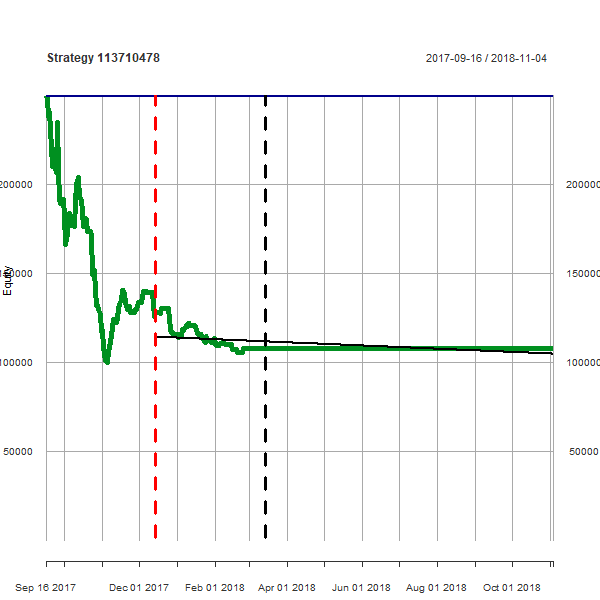 Strategy 113710478
2017-09-16 / 2018-11-04
200000 200000
150000 150000
Equity
100000 100000
50000 50000
Sep 16 2017 Dec 01 2017 Feb 01 2018 Apr 01 2018 Jun 01 2018 Aug 01 2018 Oct 01 2018